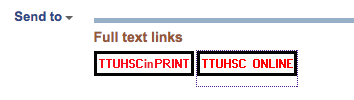 Send to
Full text links
TTUHSCinPRINT TTUHSC ONLINE